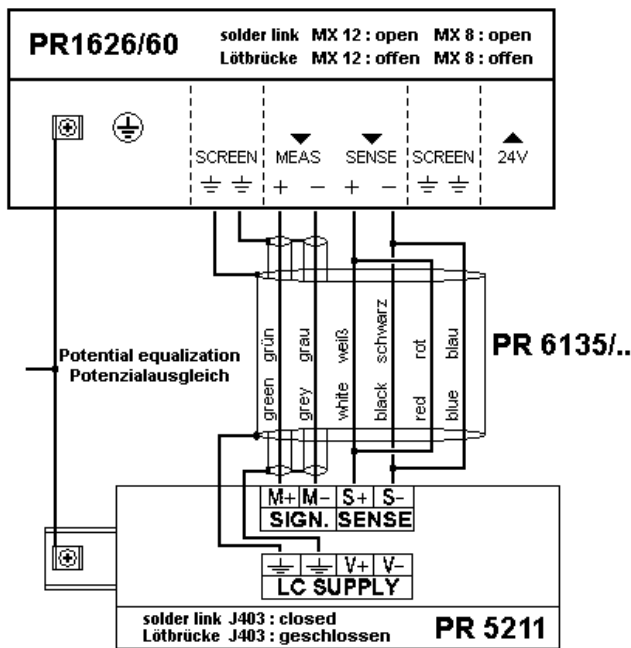 PR1626/60
solder link MX 12 : open MX 8 : open
Lötbrücke MX 12 : offen MX 8 : offen
SCREEN MEAS SENSE SCREEN 24V
+ − + −
green grün
grey grau
white weiß
black schwarz
red rot
blue blau
PR 6135/..
Potential equalization
Potenzialausgleich
M+ M− S+ S−
SIGN. SENSE
V+ V−
LC SUPPLY
solder link J403 : closed
Lötbrücke J403 : geschlossen
PR 5211